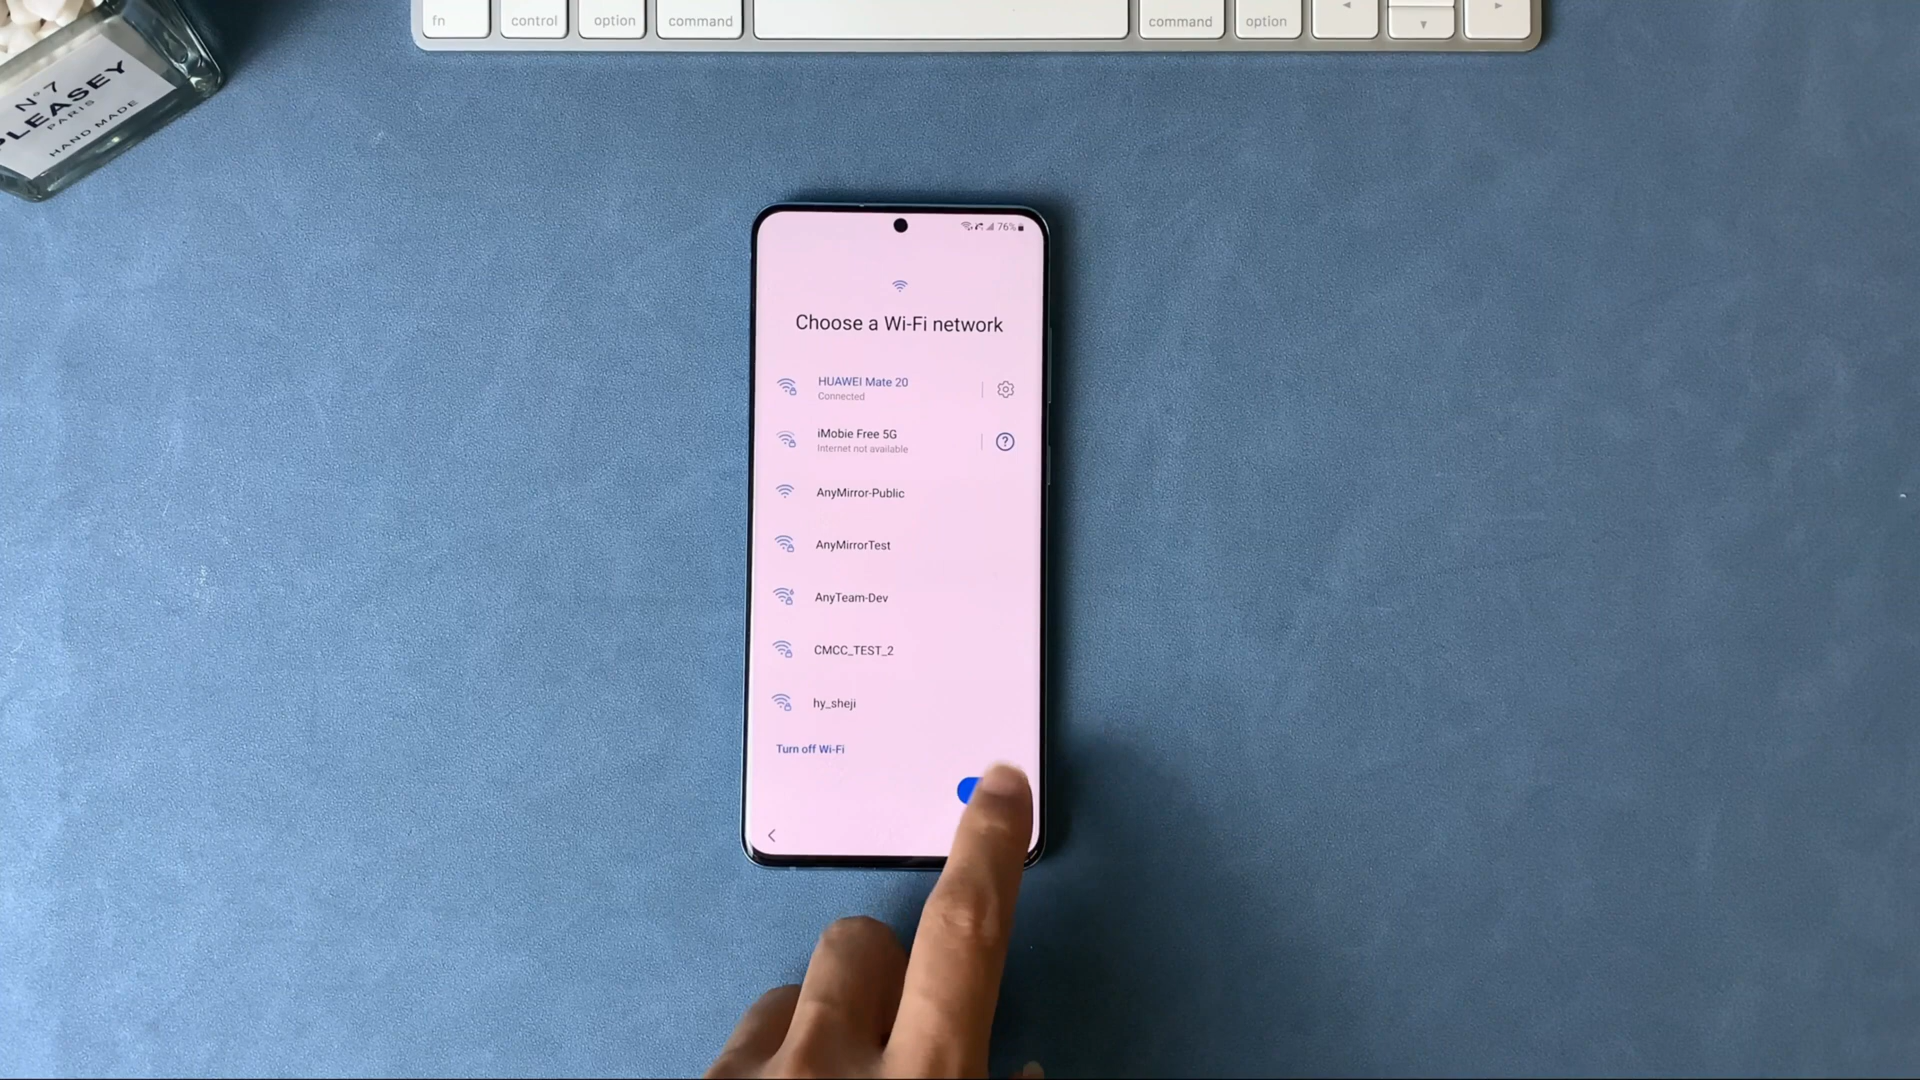 fn
control
option
command
command
option
N°7
PLEASEY
PARIS
HAND MADE
76%
Choose a Wi-Fi network
HUAWEI Mate 20
Connected
iMobie Free 5G
Internet not available
AnyMirror-Public
AnyMirrorTest
AnyTeam-Dev
CMCC_TEST_2
hy_sheji
Turn off Wi-Fi